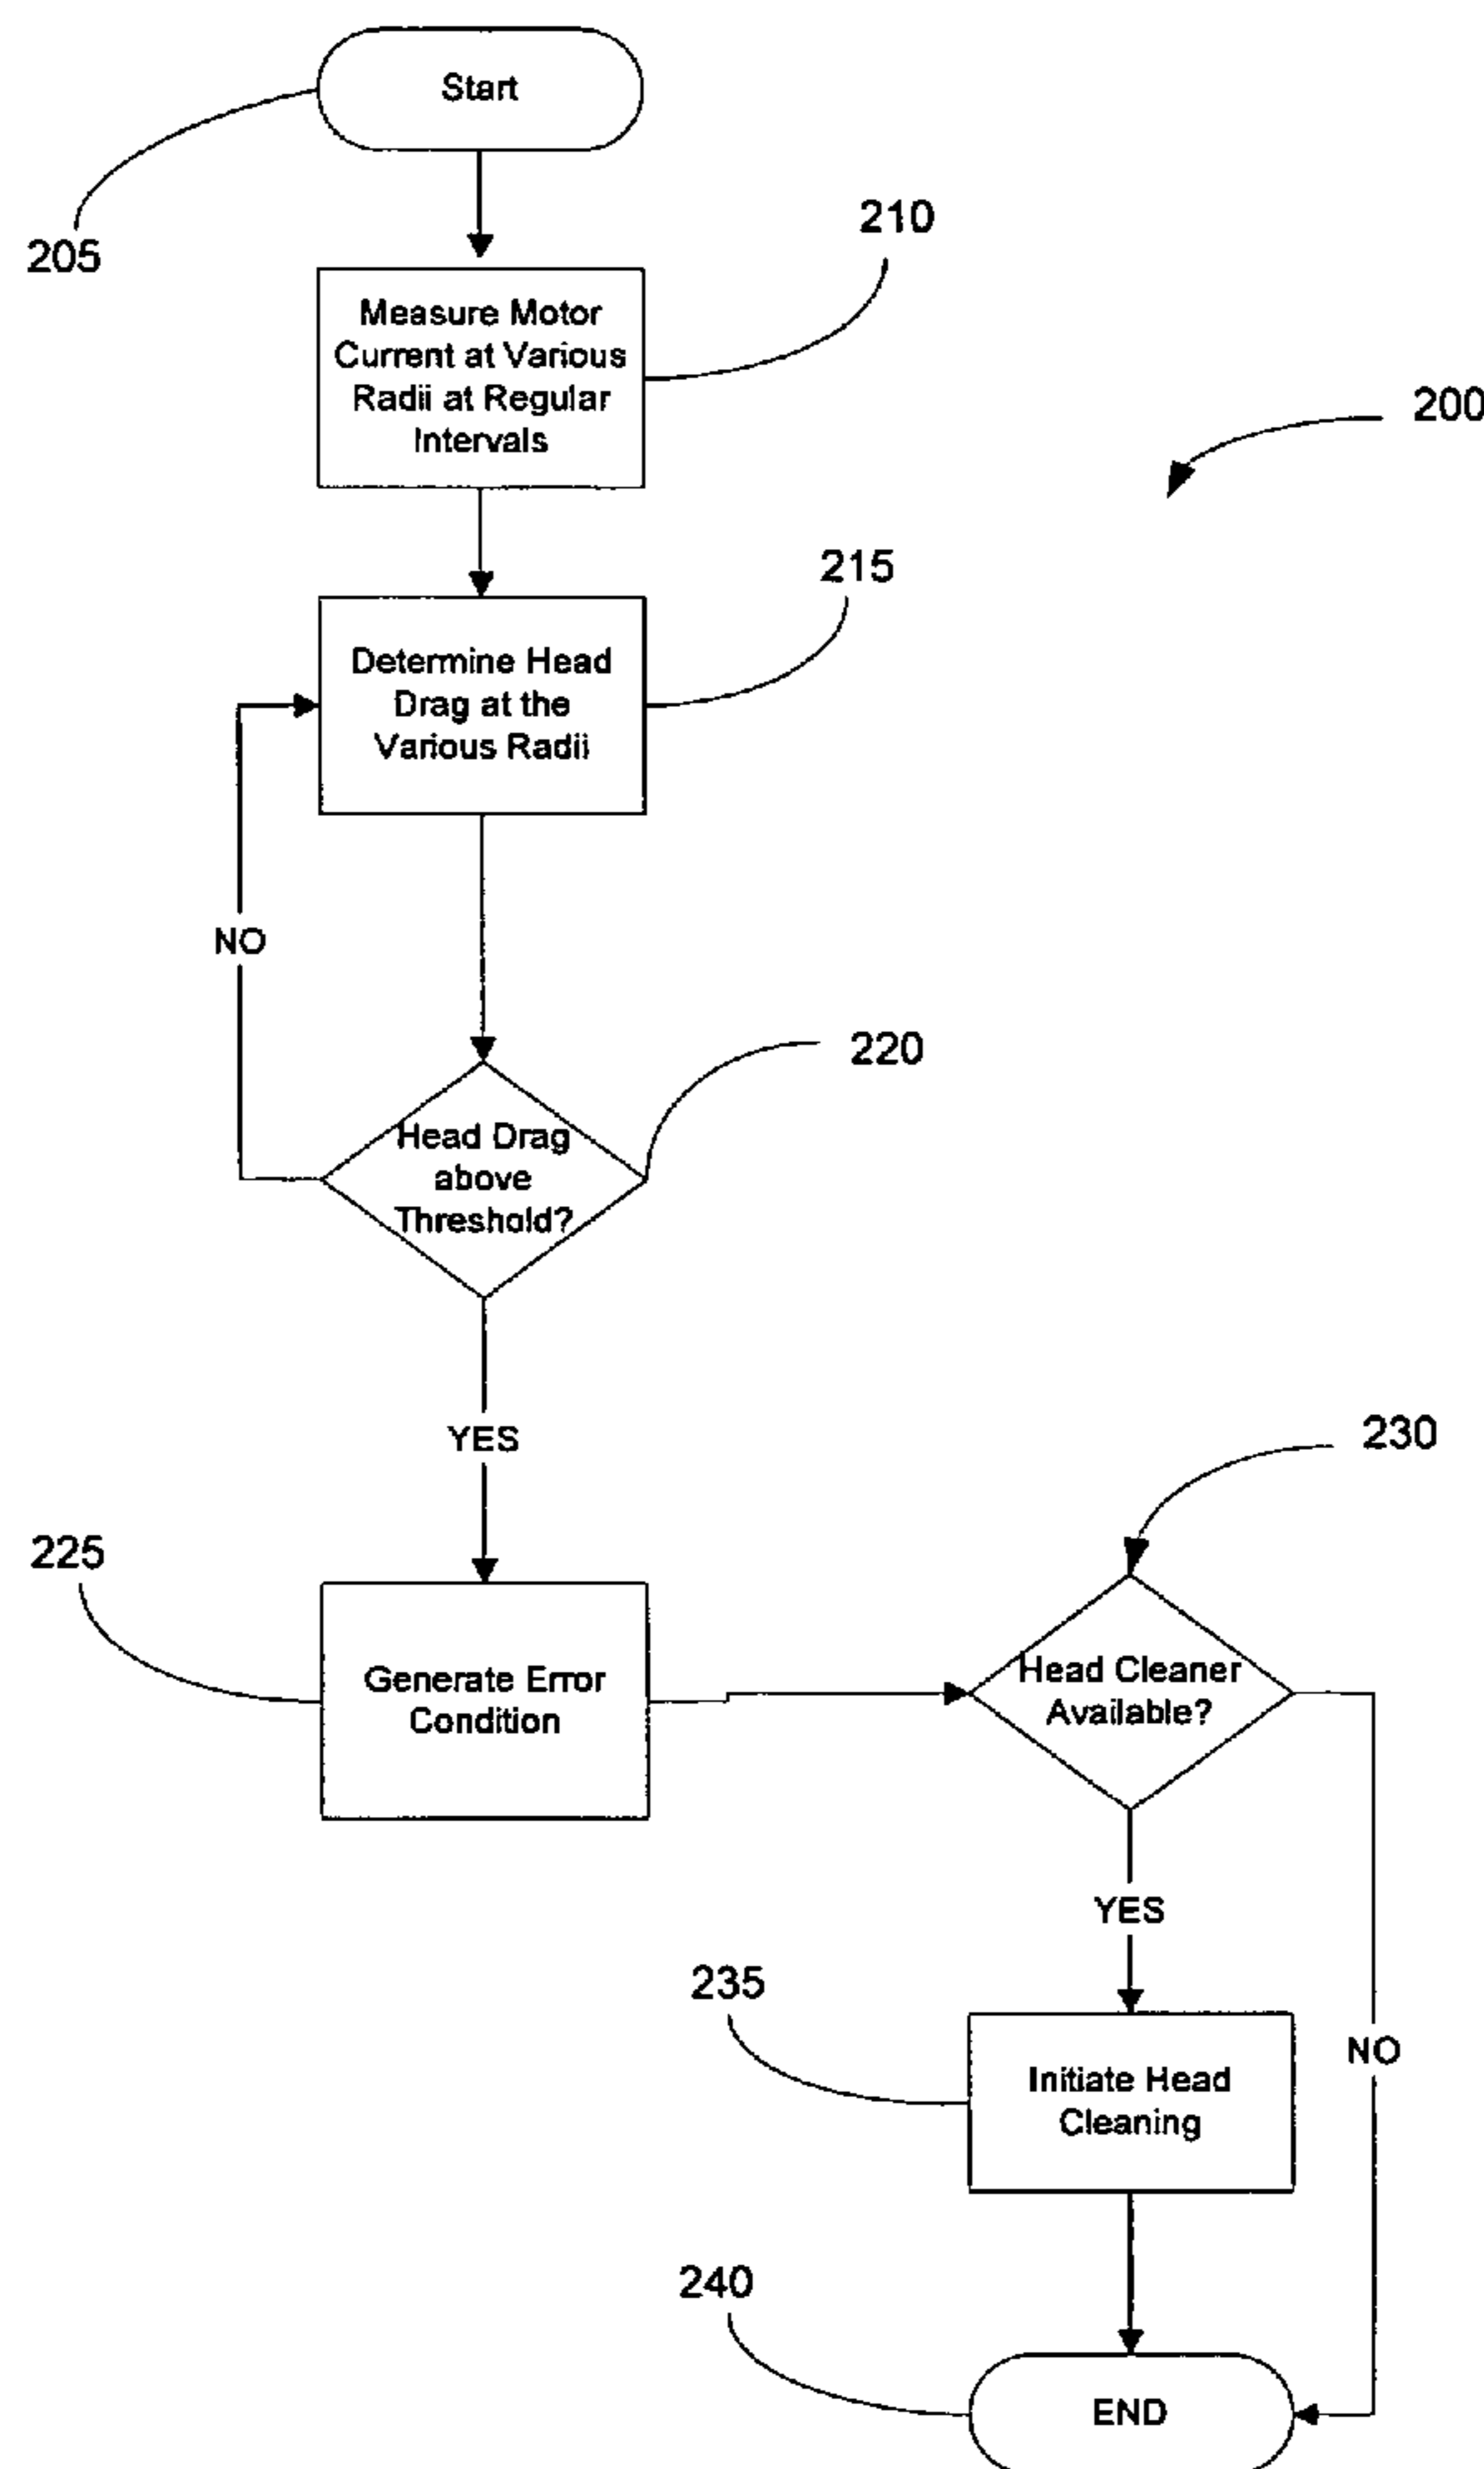 Start
205
210
Measure Motor
Current at Various
Radii at Regular
Intervals
200
215
Determine Head
Drag at the
Various Radii
NO
220
Head Drag
above
Threshold?
YES
230
225
Generate Error
Condition
Head Cleaner
Available?
YES
235
NO
Initiate Head
Cleaning
240
END